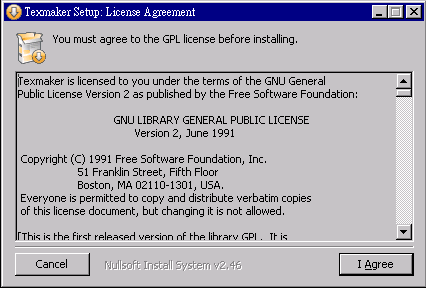 Texmaker Setup: License Agreement
You must agree to the GPL license before installing.
Texmaker is licensed to you under the terms of the GNU General
Public License Version 2 as published by the Free Software Foundation:
GNU LIBRARY GENERAL PUBLIC LICENSE
Version 2, June 1991
Copyright (C) 1991 Free Software Foundation, Inc.
51 Franklin Street, Fifth Floor
Boston, MA 02110-1301, USA.
Everyone is permitted to copy and distribute verbatim copies
of this license document, but changing it is not allowed.
[This is the first released version of the library GPL. It is
Cancel
Nullsoft Install System v2.46
I Agree